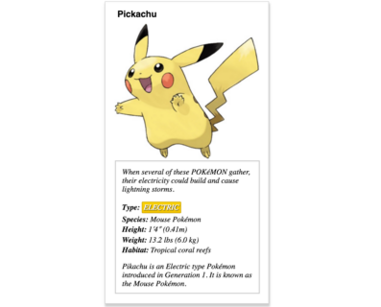 Pickachu
When several of these POKéMON gather,
their electricity could build and cause
lightning storms.
Type: ELECTRIC
Species: Mouse Pokémon
Height: 1'4" (0.41m)
Weight: 13.2 lbs (6.0 kg)
Habitat: Tropical coral reefs
Pikachu is an Electric type Pokémon
introduced in Generation 1. It is known as
the Mouse Pokémon.